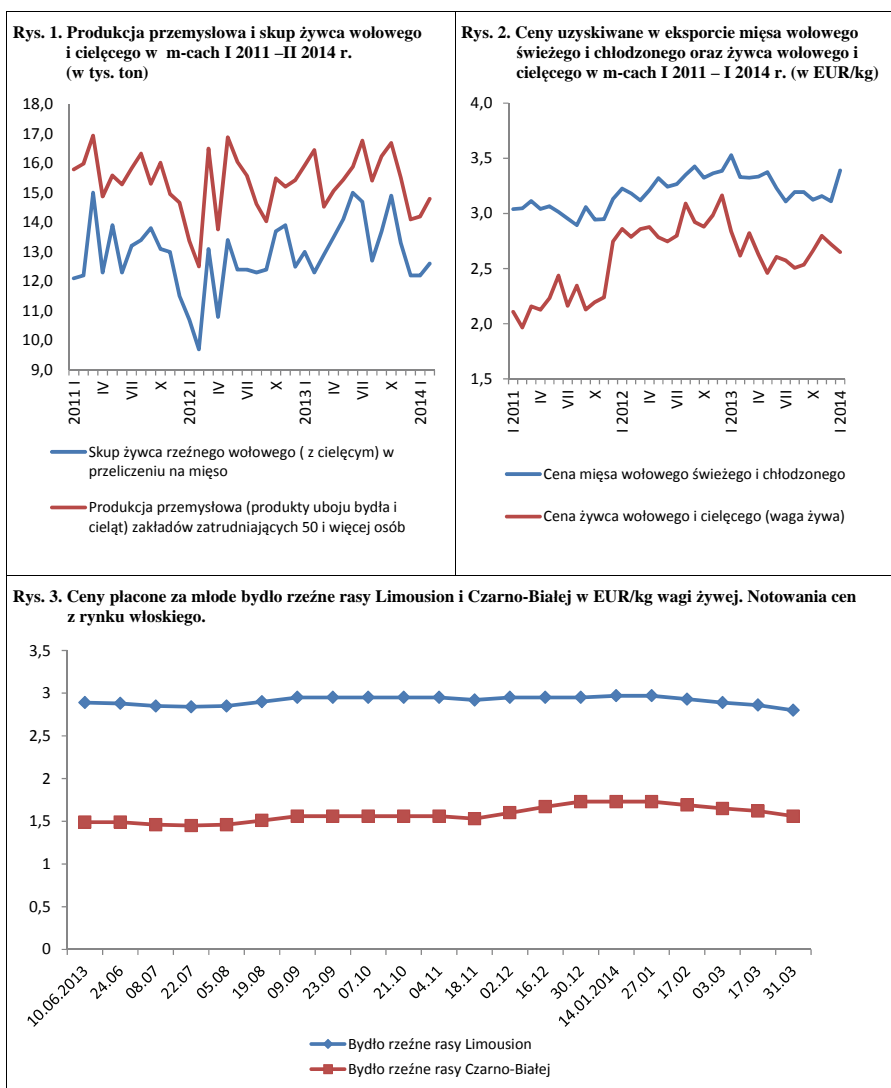 Rys. 1. Produkcja przemysłowa i skup żywca wołowego
i cielęcego w m-cach I 2011 –II 2014 r.
(w tys. ton)
18,0
17,0
16,0
15,0
14,0
13,0
12,0
11,0
10,0
9,0
2011 I
IV
VII
X
2012 I
IV
VII
X
2013 I
IV
VII
X
2014 I
Skup żywca rzeźnego wołowego ( z cielęcym) w
przeliczeniu na mięso
Produkcja przemysłowa (produkty uboju bydła i
cieląt) zakładów zatrudniających 50 i więcej osób
Rys. 2. Ceny uzyskiwane w eksporcie mięsa wołowego
świeżego i chłodzonego oraz żywca wołowego i
cielęcego w m-cach I 2011 – I 2014 r. (w EUR/kg)
4,0
3,5
3,0
2,5
2,0
1,5
I 2011
IV
VII
X
I 2012
IV
VII
X
I 2013
IV
VII
X
I 2014
Cena mięsa wołowego świeżego i chłodzonego
Cena żywca wołowego i cielęcego (waga żywa)
Rys. 3. Ceny płacone za młode bydło rzeźne rasy Limousion i Czarno-Białej w EUR/kg wagi żywej. Notowania cen
z rynku włoskiego.
3,5
3
2,5
2
1,5
1
0,5
0
10.06.2013
24.06
08.07
22.07
05.08
19.08
09.09
23.09
07.10
21.10
04.11
18.11
02.12
16.12
30.12
14.01.2014
27.01
17.02
03.03
17.03
31.03
Bydło rzeźne rasy Limousion
Bydło rzeźne rasy Czarno-Białej